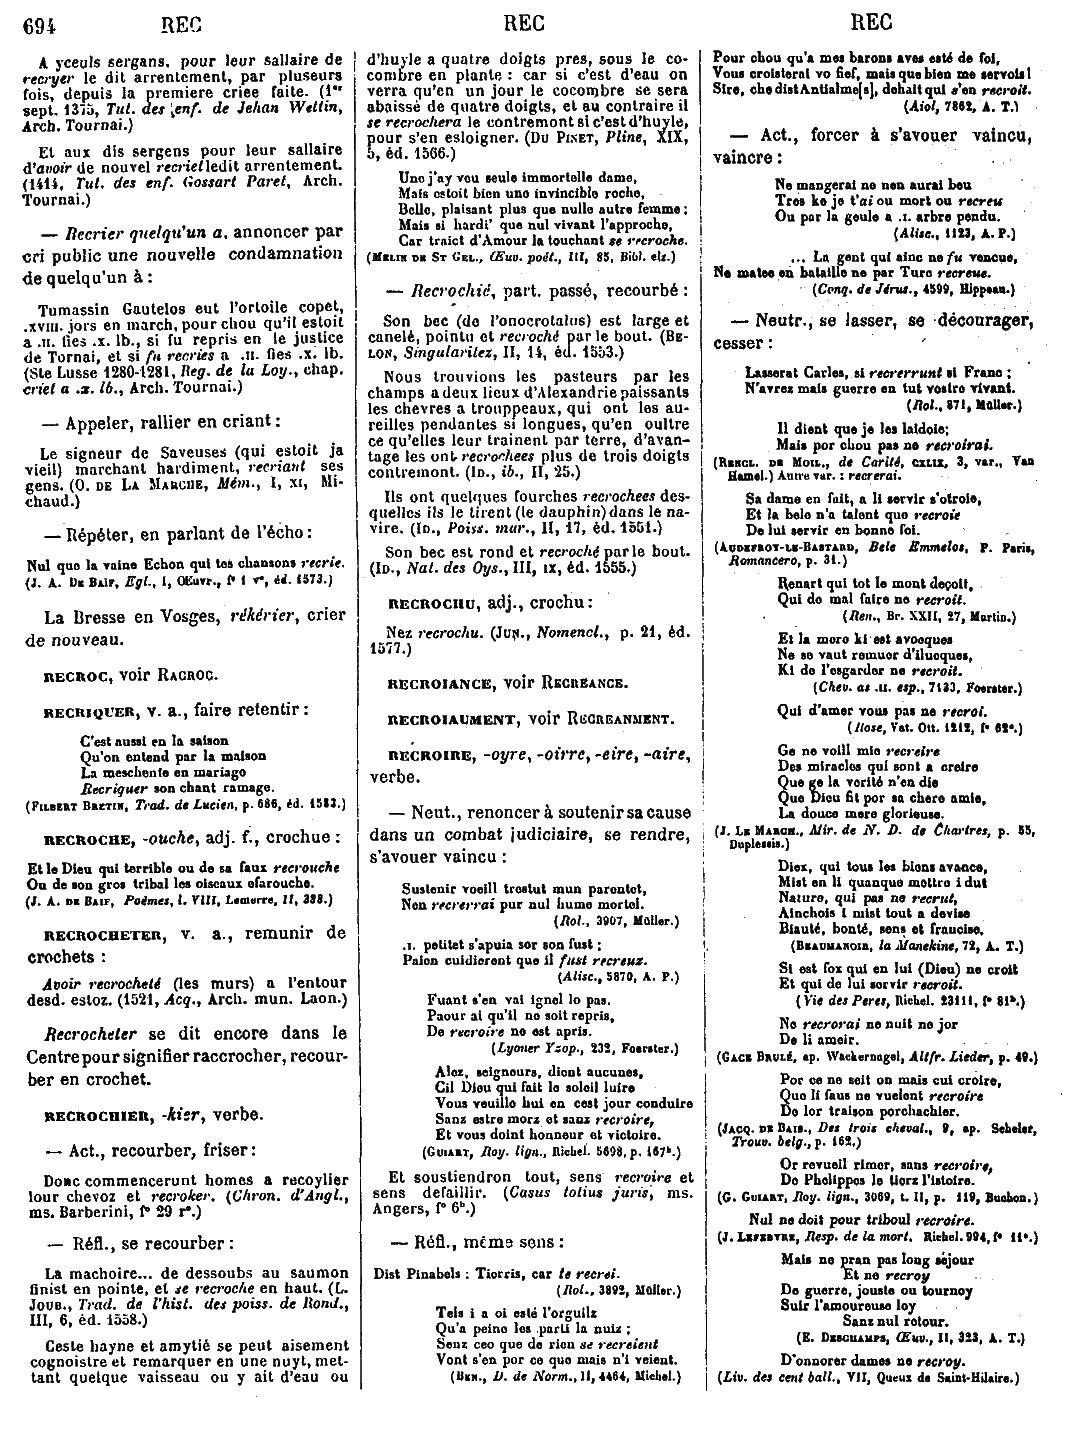 694 REC REC REC
A yceuls sergans, pour leur sallaire de
recryer le dit arrentement, par pluseurs
fois, depuis la premiere criee faite. (1er
sept. 1375, Tut. des enf. de Jehan Wettin,
Arch. Tournai.)
Et aux dis sergens pour leur sallaire
d'avoir de nouvel recriet ledit arrentement.
(1414, Tut. des enf. Gossart Paret, Arch.
Tournai.)
— Recrier quelqu'un a, annoncer par
cri public une nouvelle condamnation
de quelqu'un à :
Tumassin Gautelos eut l'ortoile copet,
.XVIII. jors en march, pour chou qu'il estoit
a .II. fies .X. lb., si fu repris en le justice
de Tornai, et si fu recries a .II. fies .X. lb.
(Ste Lusse 1280-1281, Reg. de la Loy., chap.
criet a .x. lb., Arch. Tournai.)
— Appeler, rallier en criant :
Le signeur de Saveuses (qui estoit ja
vieil) marchant hardiment, recriant ses
gens. (O. DE LA MARCHE, Mém., I, XI, Mi-
chaud.)
— Répéter, en parlant de l'écho :
Nul que la vaine Echon qui tes chansons recrie.
(J. A. DE BAIF, Egl., I, Œuvr., f° 1 v°, éd. 1573.)
La Bresse en Vosges, rékérier, crier
de nouveau.
RECROC, voir RACROC.
RECRIQUER, v. a., faire retentir :
C'est aussi en la saison
Qu'on entend par la maison
La meschente en mariage
Recriquer son chant ramage.
(FILBERT BRETIN, Trad. de Lucien, p. 686, éd. 1583.)
RECROCHE, -ouche, adj. f., crochue :
Et le Dieu qui terrible ou de sa faux recrouche
Ou de son gros tribal les oiseaux efarouche.
(J. A. DE BAIF, Poèmes, l. VIII, Lemerre, II, 388.)
RECROCHETER, v. a., remunir de
crochets :
Avoir recrocheté (les murs) a l'entour
desd. estoz. (1521, Acq., Arch. mun. Laon.)
Recrocheter se dit encore dans le
Centre pour signifier raccrocher, recour-
ber en crochet.
RECROCHIER, -kier, verbe.
— Act., recourber, friser :
Donc commencerunt homes a recoylier
lour chevoz et recroker. (Chron. d'Angl.,
ms. Barberini, f° 29 r°.)
— Réfl., se recourber :
La machoire... de dessoubs au saumon
finist en pointe, et se recroche en haut. (L.
JOUB., Trad. de l'hist. des poiss. de Rond.,
III, 6, éd. 1558.)
Ceste hayne et amytié se peut aisement
cognoistre et remarquer en une nuyt, met-
tant quelque vaisseau ou y ait d'eau ou
d'huyle a quatre doigts pres, sous le co-
combre en plante : car si c'est d'eau on
verra qu'en un jour le cocombre se sera
abaissé de quatre doigts, et au contraire il
se recrochera le contremont si c'est d'huyle,
pour s'en esloigner. (DU PINET, Pline, XIX,
5, éd. 1566.)
Une j'ay veu seule immortelle dame,
Mais estoit bien une invincible roche,
Belle, plaisant plus que nulle autre femme ;
Mais si hardi' que nul vivant l'approche,
Car traict d'Amour la touchant se recroche.
(MELIN DE ST GEL., Œuv. poét., III, 85, Bibl. elz.)
— Recrochié, part. passé, recourbé :
Son bec (de l'onocrotalus) est large et
canelé, pointu et recroché par le bout. (BE-
LON, Singularitez, II, 14, éd. 1553.)
Nous trouvions les pasteurs par les
champs a deux lieux d'Alexandrie paissants
les chevres a trouppeaux, qui ont les au-
reilles pendantes si longues, qu'en oultre
ce qu'elles leur trainent par terre, d'avan-
tage les ont recrochees plus de trois doigts
contremont. (ID., ib., II, 25.)
Ils ont quelques fourches recrochees des-
quelles ils le tirent (le dauphin) dans le na-
vire. (ID., Poiss. mar., II, 17, éd. 1551.)
Son bec est rond et recroché par le bout.
(ID., Nat. des Oys., III, IX, éd. 1555.)
RECROCHU, adj., crochu :
Nez recrochu. (JUN., Nomencl., p. 21, éd.
1577.)
RECROIANCE, voir RECREANCE.
RECROIAUMENT, voir RECREANMENT.
RECROIRE, -oyre, -oirre, -eire, -aire,
verbe.
— Neut., renoncer à soutenir sa cause
dans un combat judiciaire, se rendre,
s'avouer vaincu :
Sustenir voeill trestut mun parentet,
Nen recrerrai pur nul hume mortel.
(Rol., 3907, Müller.)
.I. petitet s'apuia sor son fust ;
Paien cuidierent que il fust recreuz.
(Alisc., 5870, A. P.)
Fuant s'en vai ignel lo pas.
Paour ai qu'il ne soit repris,
De recroire ne est apris.
(Lyoner Yzop., 232, Foerster.)
Alez, seignours, dient aucunes,
Cil Dieu qui fait le soleil luire
Vous veuille hui en cest jour conduire
Sanz estre morz et sanz recroire,
Et vous doint honneur et victoire.
(GUIART, Roy. lign., Richel. 5698, p. 167b.)
Et soustiendron tout, sens recroire et
sens defaillir. (Casus totius juris, ms.
Angers, f° 6b.)
— Réfl., même sens :
Dist Pinabels : Tierris, car te recrei.
(Rol., 3892, Müller.)
Tels i a oi esté l'orguilz
Qu'a peine les parti la nuiz ;
Senz ceo que de rien se recreient
Vont s'en por ce que mais n'i veient.
(BEN., D. de Norm., II, 4464, Michel.)
Pour chou qu'a mes barons aves esté de foi,
Vous croisterai vo fief, mais que bien me servois !
Sire, che dist Antialme[s], dehait qui s'en recroit.
(Aiol, 7862, A. T.)
— Act., forcer à s'avouer vaincu,
vaincre :
Ne mangerai ne nen aurai beu
Tres ke je t'ai ou mort ou recreu
Ou par la geule a .I. arbre pendu.
(Alisc., 1123, A. P.)
... La gent qui ainc ne fu vencue,
Ne matee en bataille ne par Turc recreue.
(Conq. de Jérus., 4599, Hippeau.)
— Neutr., se lasser, se décourager,
cesser :
Lasserat Carles, si recrerrunt si Franc ;
N'avrez mais guerre en tut vostre vivant.
(Rol., 871, Müller.)
Il dient que je les laidoie;
Mais por chou pas ne recroirai.
(RENCL. DE MOIL., de Carité, CXLIX, 3, var., Van
Hamel.) Autre var. : recrerai.
Sa dame en fait, a li servir s'otroie,
Et la bele n'a talent que recroie
De lui servir en bonne foi.
(AUDEFROY-LE-BASTARD, Bele Emmelos, P. Paris,
Romancero, p. 31.)
Renart qui tot le mont deçoit,
Qui de mal faire ne recroit.
(Ren., Br. XXII, 27, Martin.)
Et la more ki est avocques
Ne se vaut remuer d'iluoques,
Ki de l'esgarder ne recroit.
(Chev. as .II. esp., 7133, Foerster.)
Qui d'amer vous pas ne recroi.
(Rose, Vat. Ott. 1212, f° 62a.)
Ge ne voill mie recreire
Des miracles qui sont a creire
Que ge la verité n'en die
Que Dieu fit por sa chere amie,
La douce mere glorieuse.
(J. LE MARCH., Mir. de N. D. de Chartres, p. 55,
Duplessis.)
Diex, qui tous les biens avance,
Mist en li quanque mettre i dut
Nature, qui pas ne recrut,
Ainchois i mist tout a devise
Biauté, bonté, sens et francise.
(BEAUMANOIR, la Manekine, 72, A. T.)
Si est fox qui en lui (Dieu) ne croit
Et qui de lui servir recroit.
(Vie des Peres, Richel. 23111, f° 81b.)
Ne recrorai ne nuit ne jor
De li ameir.
(GACE BRULÉ, ap. Wackernagel, Altfr. Lieder, p. 49.)
Por ce ne seit on mais cui croire,
Que li faus ne vuelent recroire
De lor traïson porchachier.
(JACQ. DE BAIS., Des trois cheval., 9, ap. Scheler,
Trouv. belg., p. 162.)
Or revueil rimer, sans recroire,
De Phelippes le tierz l'istoire.
(G. GUIART, Roy. lign., 3069, t. II, p. 119, Buchon.)
Nul ne doit pour triboul recroire.
(J. LEFEBVRE, Resp. de la mort, Richel. 994, f° 11a.)
Mais ne pran pas long séjour
Et ne recroy
De guerre, jouste ou tournoy
Suir l'amoureuse loy
Sanz nul retour.
(E. DESCHAMPS, Œuv., II, 323, A. T.)
D'onnorer dames ne recroy.
(Liv. des cent ball., VII, Queux de Saint-Hilaire.)